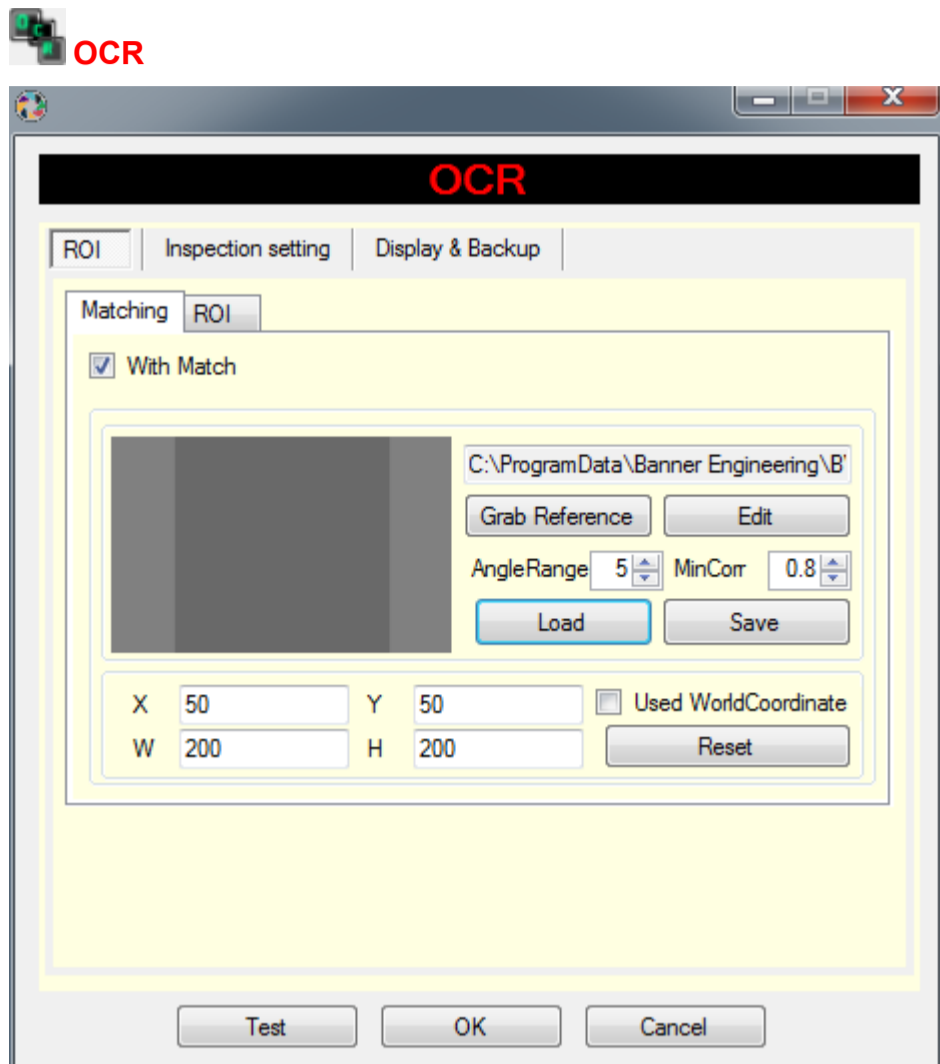 OCR
OCR
ROI Inspection setting Display & Backup
Matching ROI
With Match
C:\ProgramData\Banner Engineering\B'
Grab Reference Edit
AngleRange 5 MinCorr 0.8
Load Save
X 50 Y 50 Used WorldCoordinate
W 200 H 200 Reset
Test OK Cancel